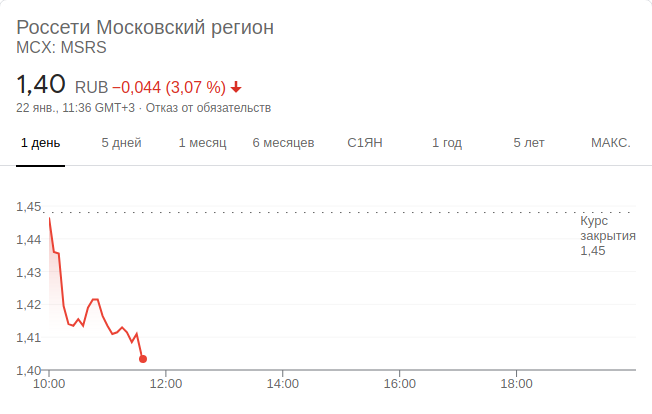 Россети Московский регион
MCX: MSRS
1,40 RUB −0,044 (3,07 %)
22 янв., 11:36 GMT+3 · Отказ от обязательств
1 день 5 дней 1 месяц 6 месяцев С1ЯН 1 год 5 лет МАКС.
1,45
Курс
закрытия
1,45
1,44
1,43
1,42
1,41
1,40
10:00 12:00 14:00 16:00 18:00